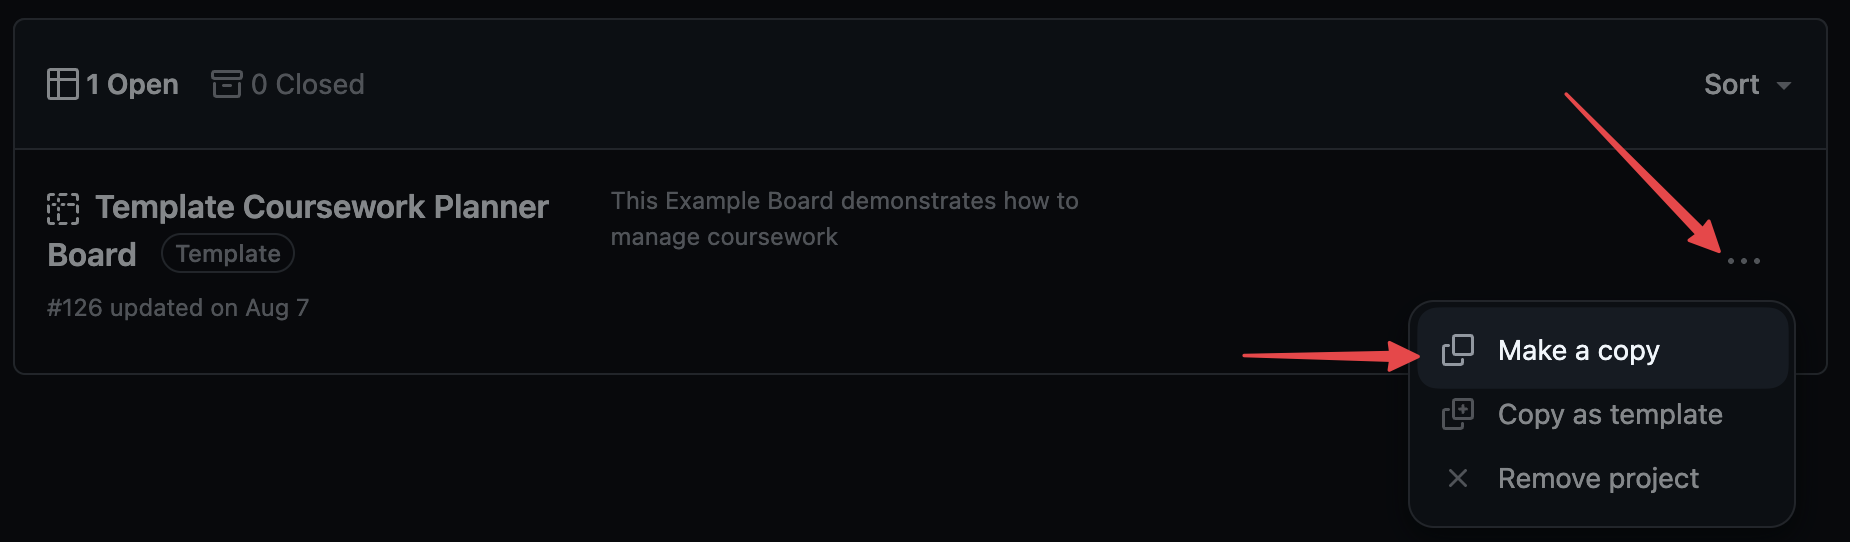 1 Open
0 Closed
Sort
Template Coursework Planner
Board
Template
#126 updated on Aug 7
This Example Board demonstrates how to
manage coursework
Make a copy
Copy as template
Remove project